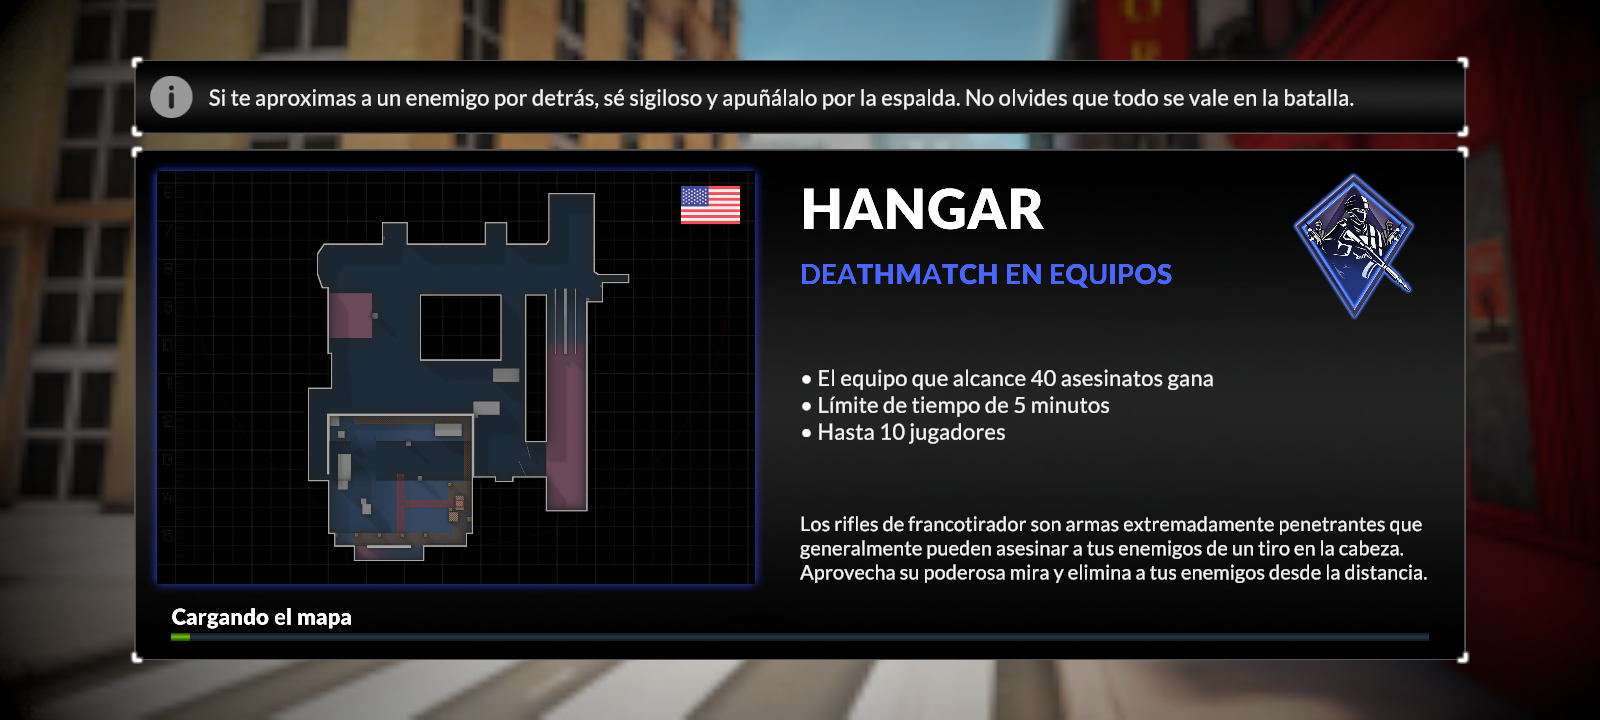 Si te aproximas a un enemigo por detrás, sé sigiloso y apuñálalo por la espalda. No olvides que todo se vale en la batalla.
HANGAR
DEATHMATCH EN EQUIPOS
• El equipo que alcance 40 asesinatos gana
• Límite de tiempo de 5 minutos
• Hasta 10 jugadores
Los rifles de francotirador son armas extremadamente penetrantes que
generalmente pueden asesinar a tus enemigos de un tiro en la cabeza.
Aprovecha su poderosa mira y elimina a tus enemigos desde la distancia.
Cargando el mapa